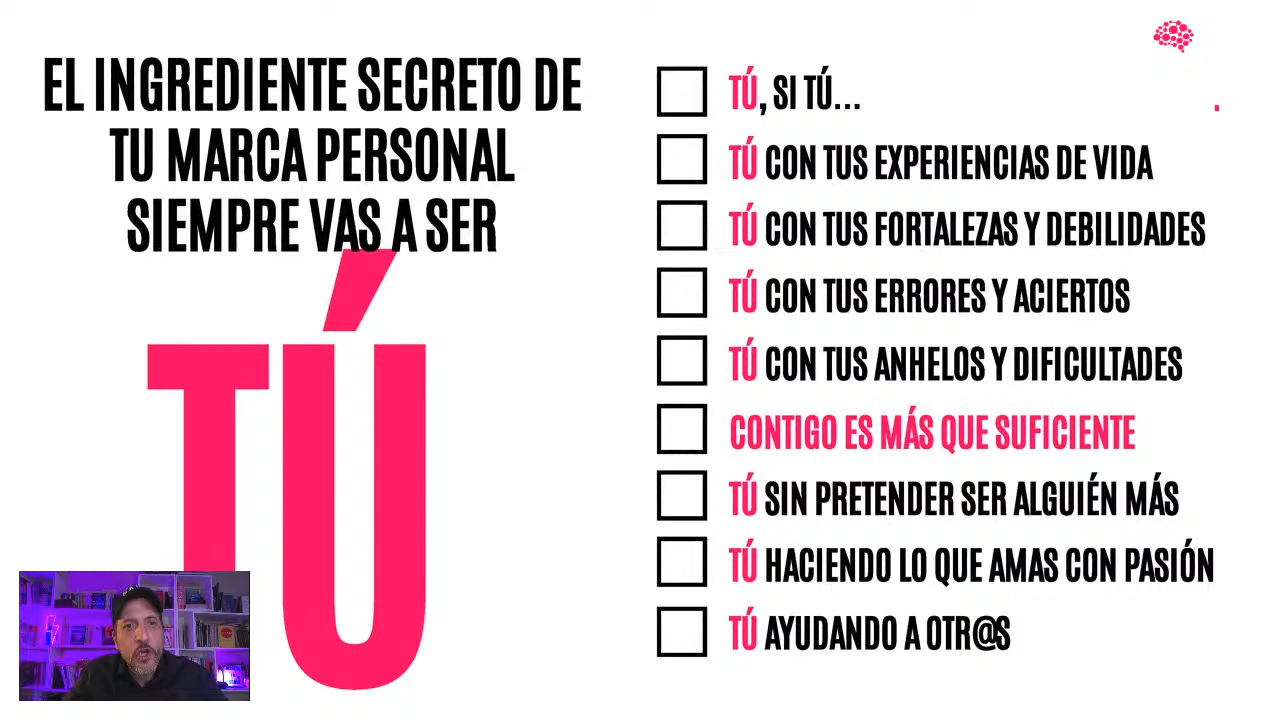 EL INGREDIENTE SECRETO DE
TU MARCA PERSONAL
SIEMPRE VAS A SER
TÚ
TÚ, SI TÚ...
TÚ CON TUS EXPERIENCIAS DE VIDA
TÚ CON TUS FORTALEZAS Y DEBILIDADES
TÚ CON TUS ERRORES Y ACIERTOS
TÚ CON TUS ANHELOS Y DIFICULTADES
CONTIGO ES MÁS QUE SUFICIENTE
TÚ SIN PRETENDER SER ALGUIÉN MÁS
TÚ HACIENDO LO QUE AMAS CON PASIÓN
TÚ AYUDANDO A OTR@S